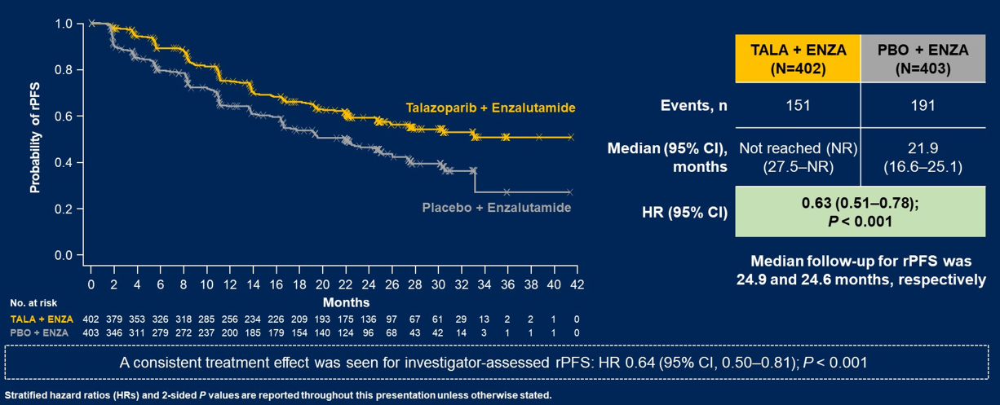 1.0
0.8
0.6
0.4
0.2
0.0
Probability of rPFS
Talazoparib + Enzalutamide
Placebo + Enzalutamide
0 2 4 6 8 10 12 14 16 18 20 22 24 26 28 30 32 34 36 38 40 42
Months
No. at risk
TALA + ENZA 402 379 353 326 318 285 256 234 226 209 193 175 136 97 67 61 29 13 2 2 1 0
PBO + ENZA 403 346 311 279 272 237 200 185 179 154 140 124 96 68 43 42 14 3 1 1 1 0
TALA + ENZA
(N=402)
PBO + ENZA
(N=403)
Events, n 151 191
Median (95% CI),
months
Not reached (NR)
(27.5–NR)
21.9
(16.6–25.1)
HR (95% CI)
0.63 (0.51–0.78);
P < 0.001
Median follow-up for rPFS was
24.9 and 24.6 months, respectively
A consistent treatment effect was seen for investigator-assessed rPFS: HR 0.64 (95% CI, 0.50–0.81); P < 0.001
Stratified hazard ratios (HRs) and 2-sided P values are reported throughout this presentation unless otherwise stated.